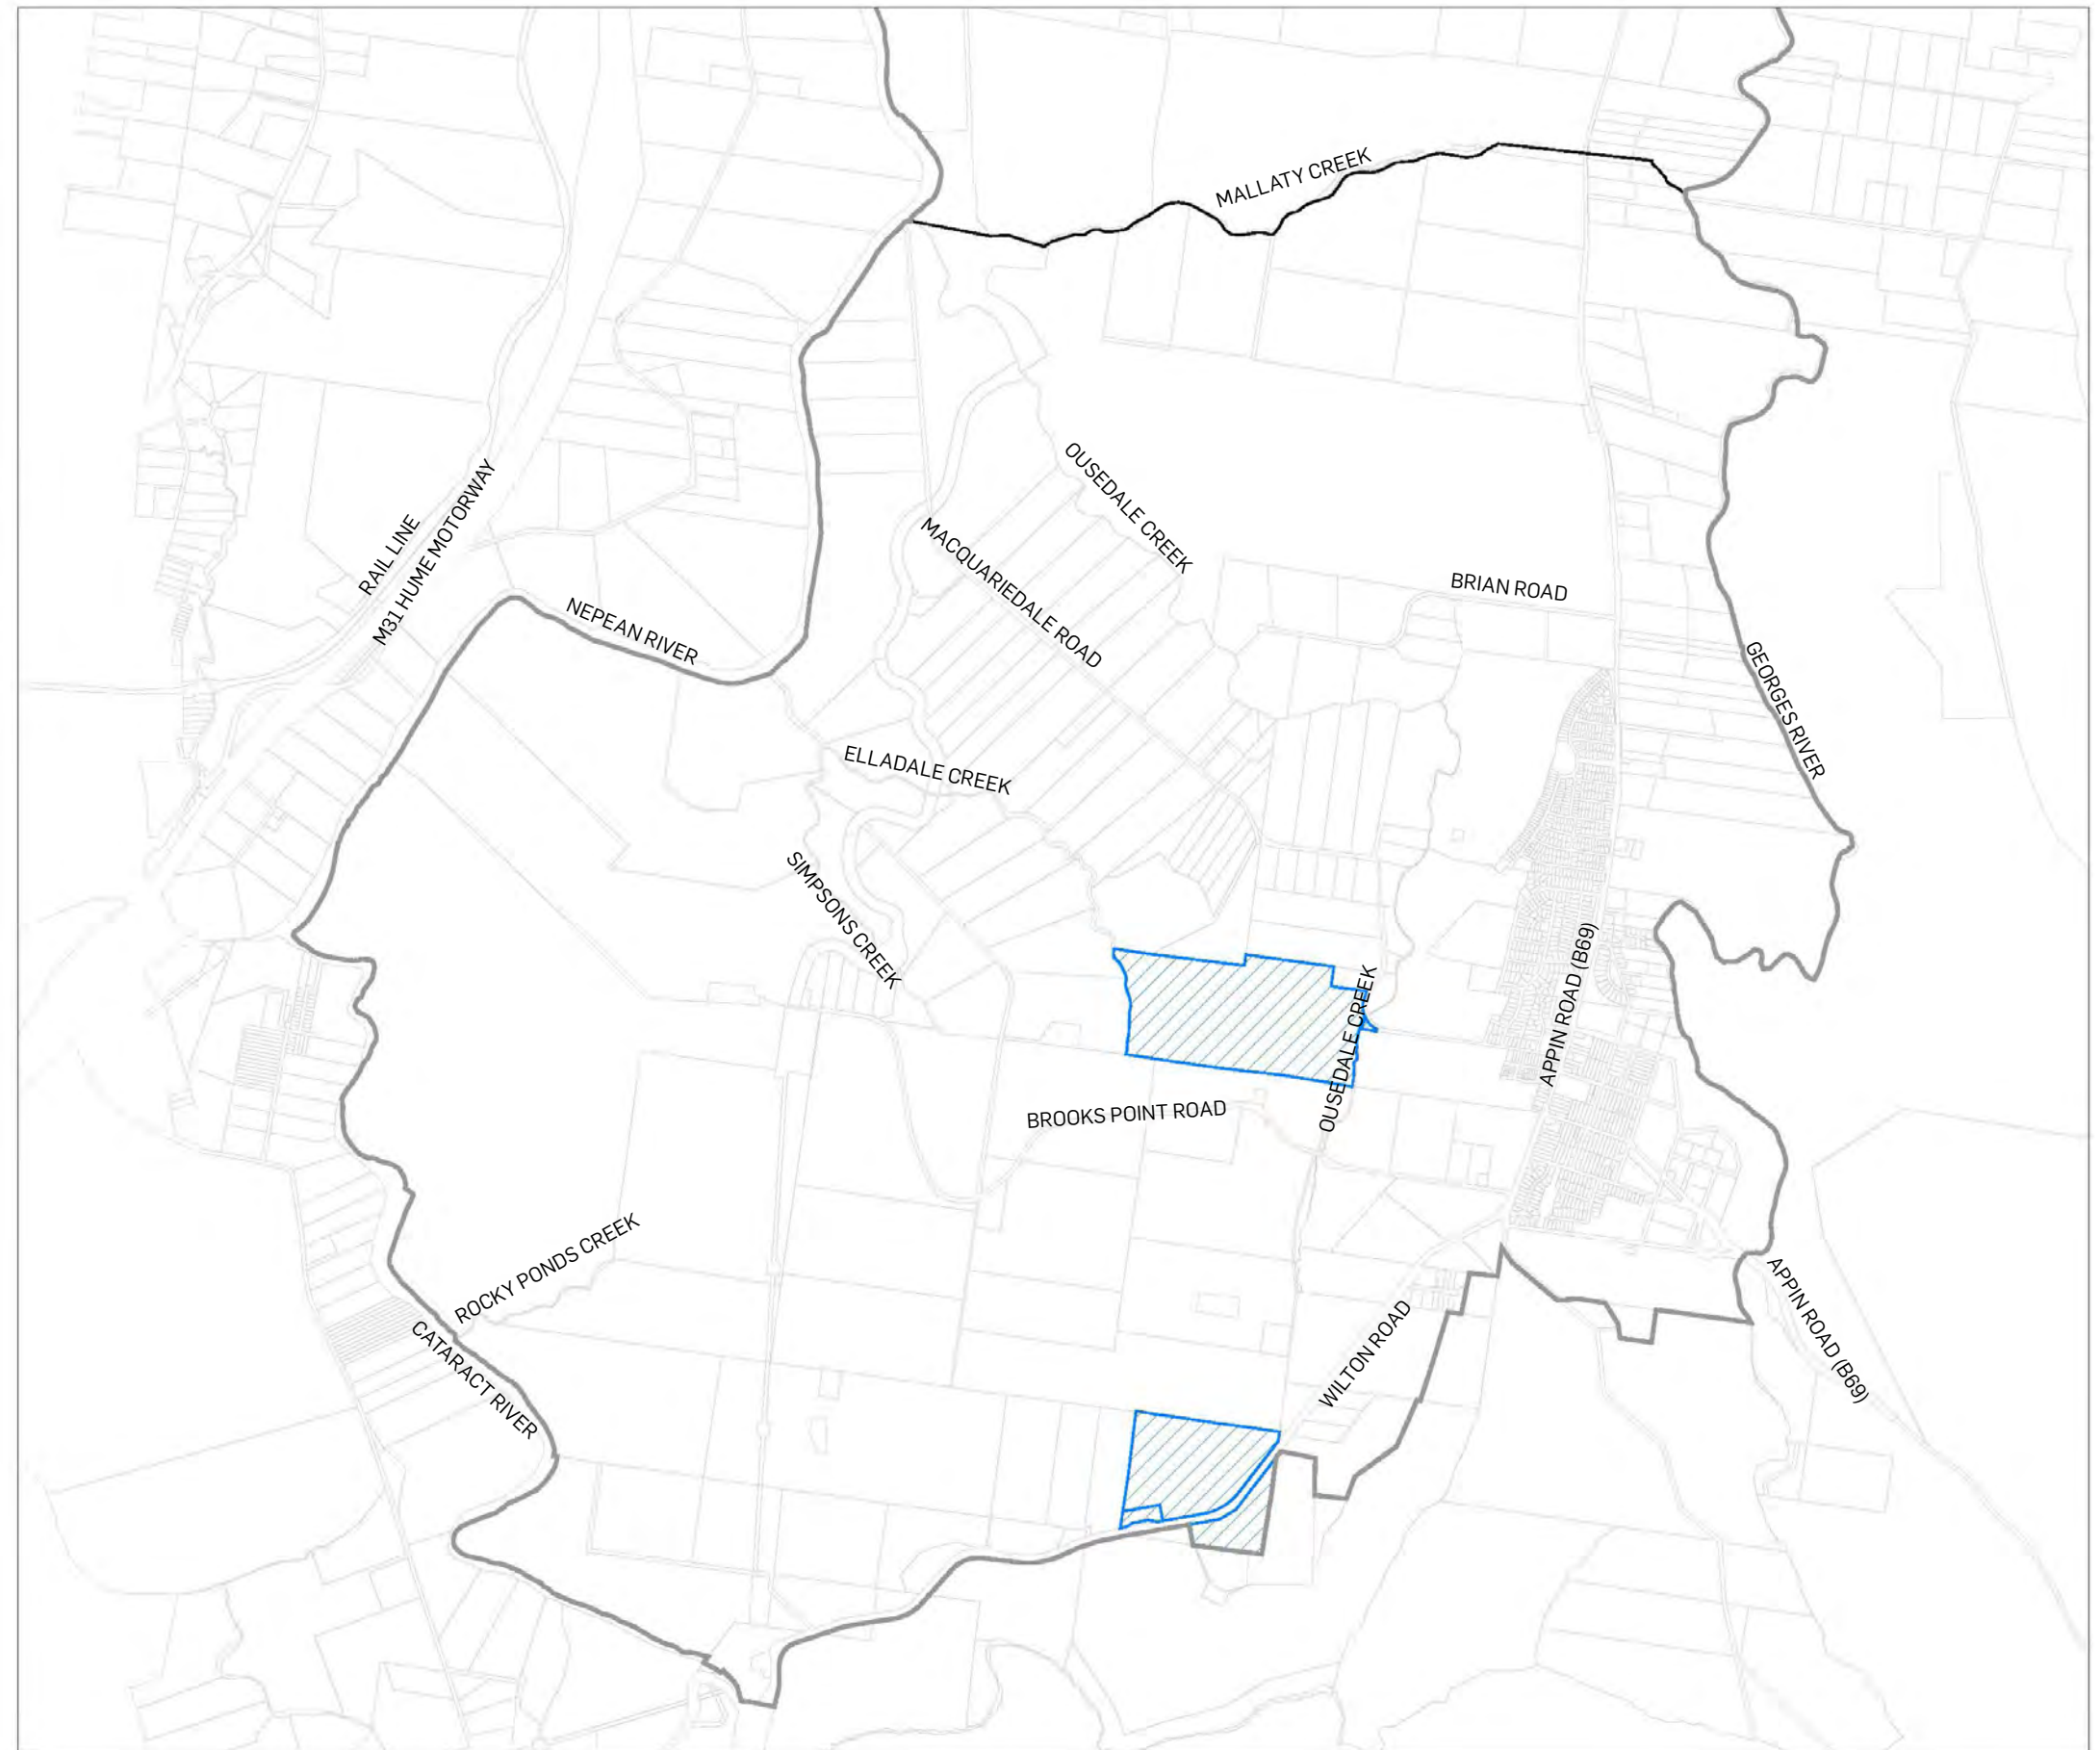 MALLATY CREEK
OUSEDALE CREEK
RAIL LINE
M31 HUME MOTORWAY
MACQUARIEDALE ROAD
BRIAN ROAD
NEPEAN RIVER
GEORGES RIVER
ELLADALE CREEK
SIMPSONS CREEK
APPIN ROAD (B69)
OUSEDALE CREEK
BROOKS POINT ROAD
ROCKY PONDS CREEK
CATARACT RIVER
WILTON ROAD
APPIN ROAD (B69)